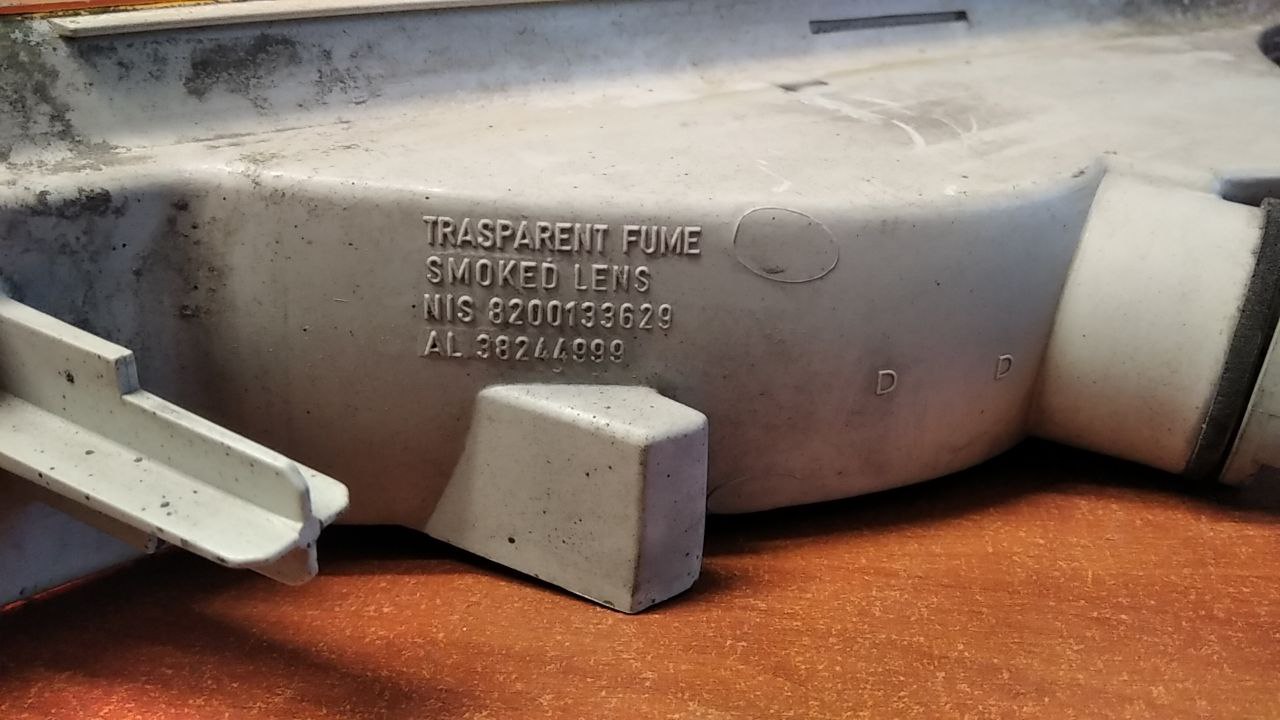 TRASPARENT FUME
SMOKED LENS
NIS 8200133629
AL 38244999
D D